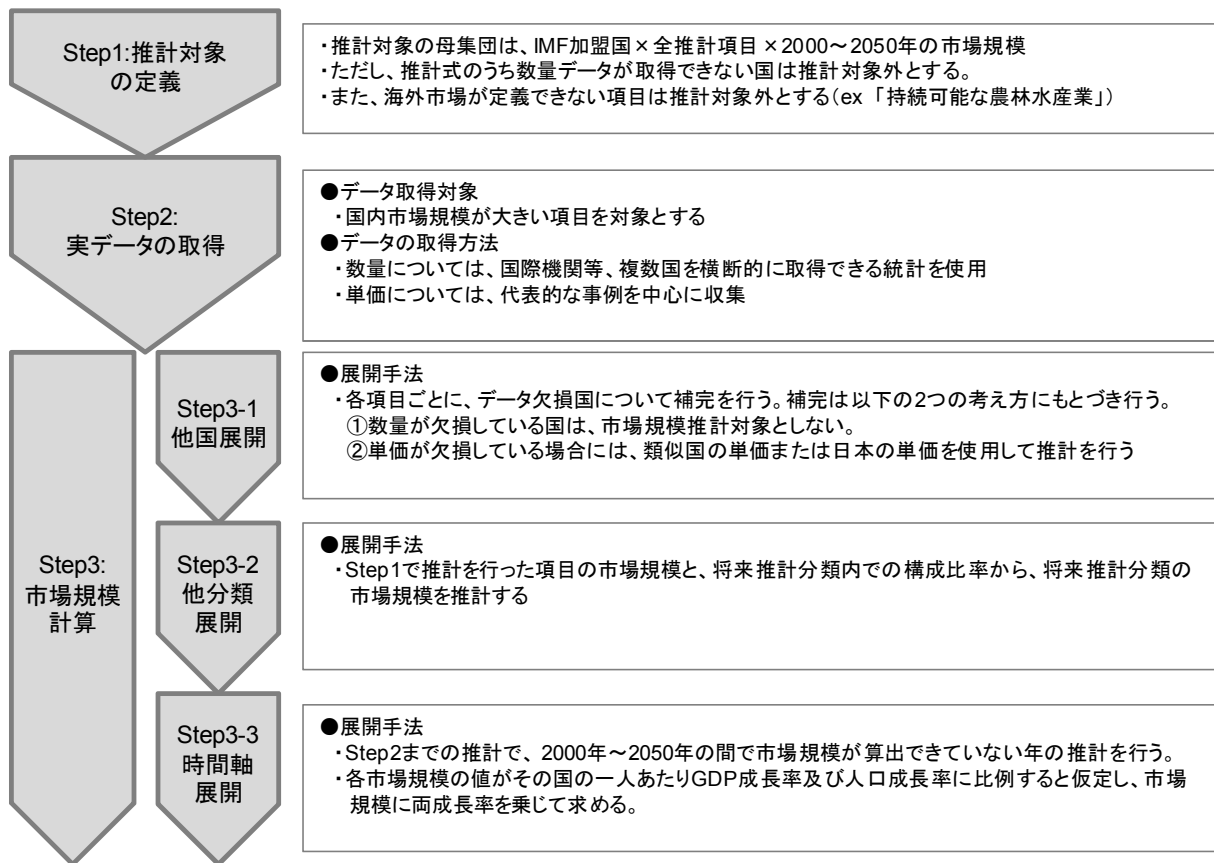 Step1:推計対象
の定義
・推計対象の母集団は、IMF加盟国×全推計項目×2000～2050年の市場規模
・ただし、推計式のうち数量データが取得できない国は推計対象外とする。
・また、海外市場が定義できない項目は推計対象外とする（ex 「持続可能な農林水産業」）
Step2:
実データの取得
●データ取得対象
・国内市場規模が大きい項目を対象とする
●データの取得方法
・数量については、国際機関等、複数国を横断的に取得できる統計を使用
・単価については、代表的な事例を中心に収集
Step3:
市場規模
計算
Step3-1
他国展開
●展開手法
・各項目ごとに、データ欠損国について補完を行う。補完は以下の2つの考え方にもとづき行う。
①数量が欠損している国は、市場規模推計対象としない。
②単価が欠損している場合には、類似国の単価または日本の単価を使用して推計を行う
Step3-2
他分類
展開
●展開手法
・Step1で推計を行った項目の市場規模と、将来推計分類内での構成比率から、将来推計分類の
市場規模を推計する
Step3-3
時間軸
展開
●展開手法
・Step2までの推計で、2000年～2050年の間で市場規模が算出できていない年の推計を行う。
・各市場規模の値がその国の一人あたりGDP成長率及び人口成長率に比例すると仮定し、市場
規模に両成長率を乗じて求める。